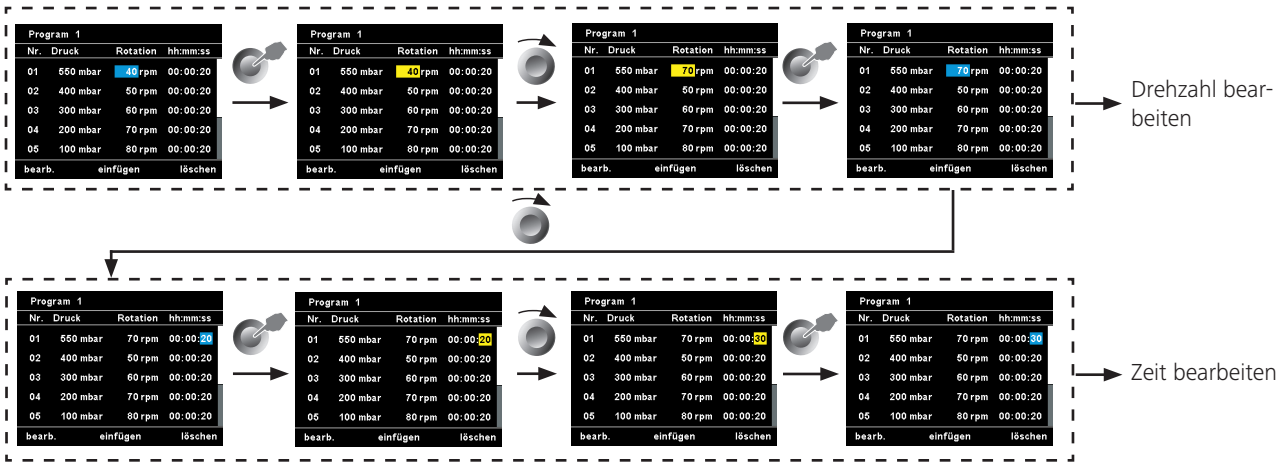 Program 1
Nr. Druck Rotation hh:mm:ss
01 550 mbar 40 rpm 00:00:20
02 400 mbar 50 rpm 00:00:20
03 300 mbar 60 rpm 00:00:20
04 200 mbar 70 rpm 00:00:20
05 100 mbar 80 rpm 00:00:20
bearb. einfügen löschen
Program 1
Nr. Druck Rotation hh:mm:ss
01 550 mbar 40 rpm 00:00:20
02 400 mbar 50 rpm 00:00:20
03 300 mbar 60 rpm 00:00:20
04 200 mbar 70 rpm 00:00:20
05 100 mbar 80 rpm 00:00:20
bearb. einfügen löschen
Program 1
Nr. Druck Rotation hh:mm:ss
01 550 mbar 70 rpm 00:00:20
02 400 mbar 50 rpm 00:00:20
03 300 mbar 60 rpm 00:00:20
04 200 mbar 70 rpm 00:00:20
05 100 mbar 80 rpm 00:00:20
bearb. einfügen löschen
Program 1
Nr. Druck Rotation hh:mm:ss
01 550 mbar 70 rpm 00:00:20
02 400 mbar 50 rpm 00:00:20
03 300 mbar 60 rpm 00:00:20
04 200 mbar 70 rpm 00:00:20
05 100 mbar 80 rpm 00:00:20
bearb. einfügen löschen
Drehzahl bear-
beiten
Program 1
Nr. Druck Rotation hh:mm:ss
01 550 mbar 70 rpm 00:00:20
02 400 mbar 50 rpm 00:00:20
03 300 mbar 60 rpm 00:00:20
04 200 mbar 70 rpm 00:00:20
05 100 mbar 80 rpm 00:00:20
bearb. einfügen löschen
Program 1
Nr. Druck Rotation hh:mm:ss
01 550 mbar 70 rpm 00:00:20
02 400 mbar 50 rpm 00:00:20
03 300 mbar 60 rpm 00:00:20
04 200 mbar 70 rpm 00:00:20
05 100 mbar 80 rpm 00:00:20
bearb. einfügen löschen
Program 1
Nr. Druck Rotation hh:mm:ss
01 550 mbar 70 rpm 00:00:30
02 400 mbar 50 rpm 00:00:20
03 300 mbar 60 rpm 00:00:20
04 200 mbar 70 rpm 00:00:20
05 100 mbar 80 rpm 00:00:20
bearb. einfügen löschen
Program 1
Nr. Druck Rotation hh:mm:ss
01 550 mbar 70 rpm 00:00:30
02 400 mbar 50 rpm 00:00:20
03 300 mbar 60 rpm 00:00:20
04 200 mbar 70 rpm 00:00:20
05 100 mbar 80 rpm 00:00:20
bearb. einfügen löschen
Zeit bearbeiten